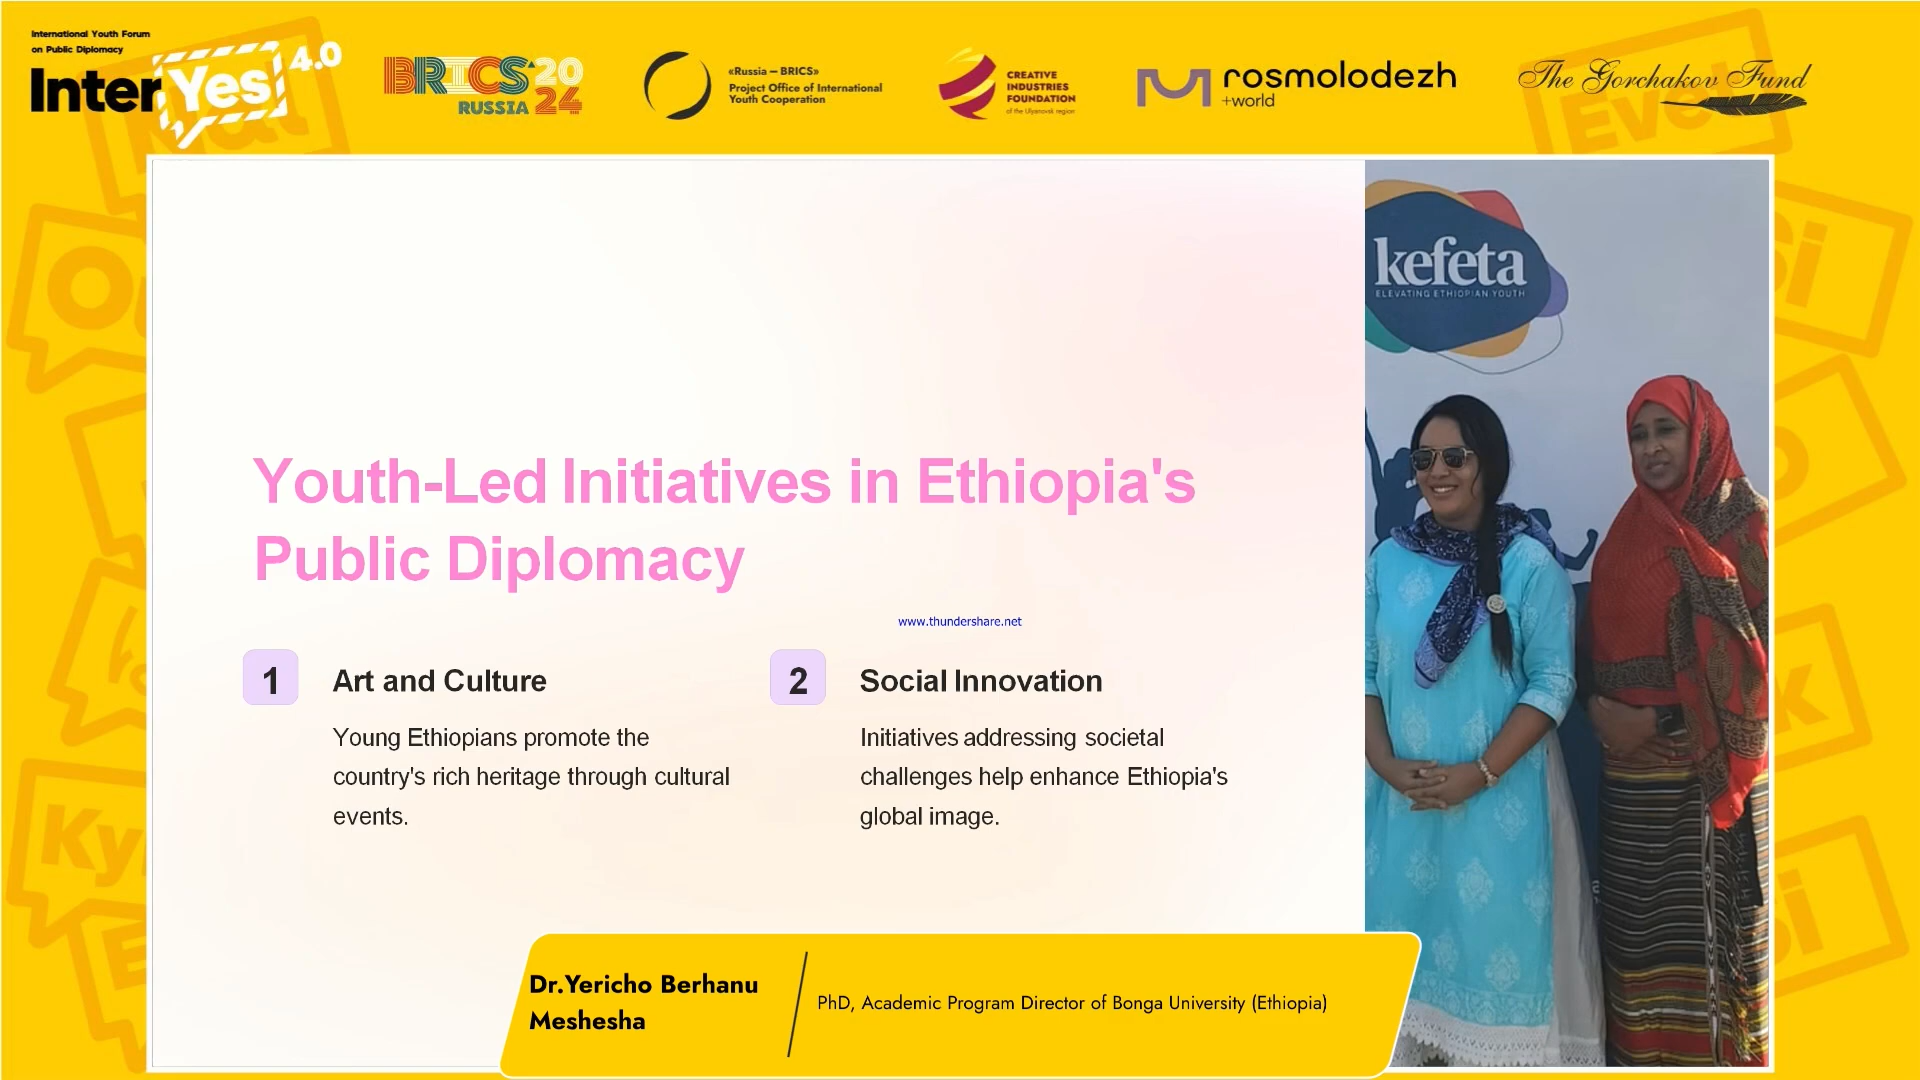 International Youth Forum
on Public Diplomacy
InterYes 4.0
BRICS 2024
RUSSIA
«Russia – BRICS»
Project Office of International
Youth Cooperation
CREATIVE
INDUSTRIES
FOUNDATION
of the Ulyanovsk region
rosmolodezh
+world
The Gorchakov Fund
kefeta
ELEVATING ETHIOPIAN YOUTH
Youth-Led Initiatives in Ethiopia's
Public Diplomacy
www.thundershare.net
1 Art and Culture
Young Ethiopians promote the
country's rich heritage through cultural
events.
2 Social Innovation
Initiatives addressing societal
challenges help enhance Ethiopia's
global image.
Dr.Yericho Berhanu
Meshesha
PhD, Academic Program Director of Bonga University (Ethiopia)